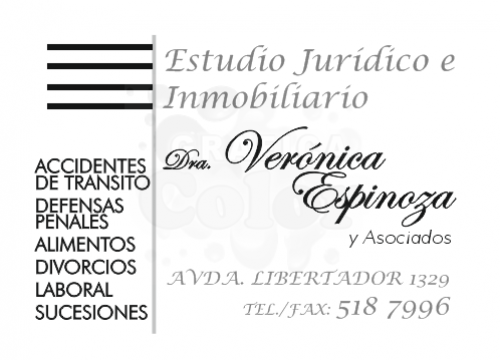 Estudio Jurídico e
Inmobiliario
Dra. Verónica
Espinoza
y Asociados
ACCIDENTES
DE TRANSITO
DEFENSAS
PENALES
ALIMENTOS
DIVORCIOS
LABORAL
SUCESIONES
AVDA. LIBERTADOR 1329
TEL./FAX: 518 7996